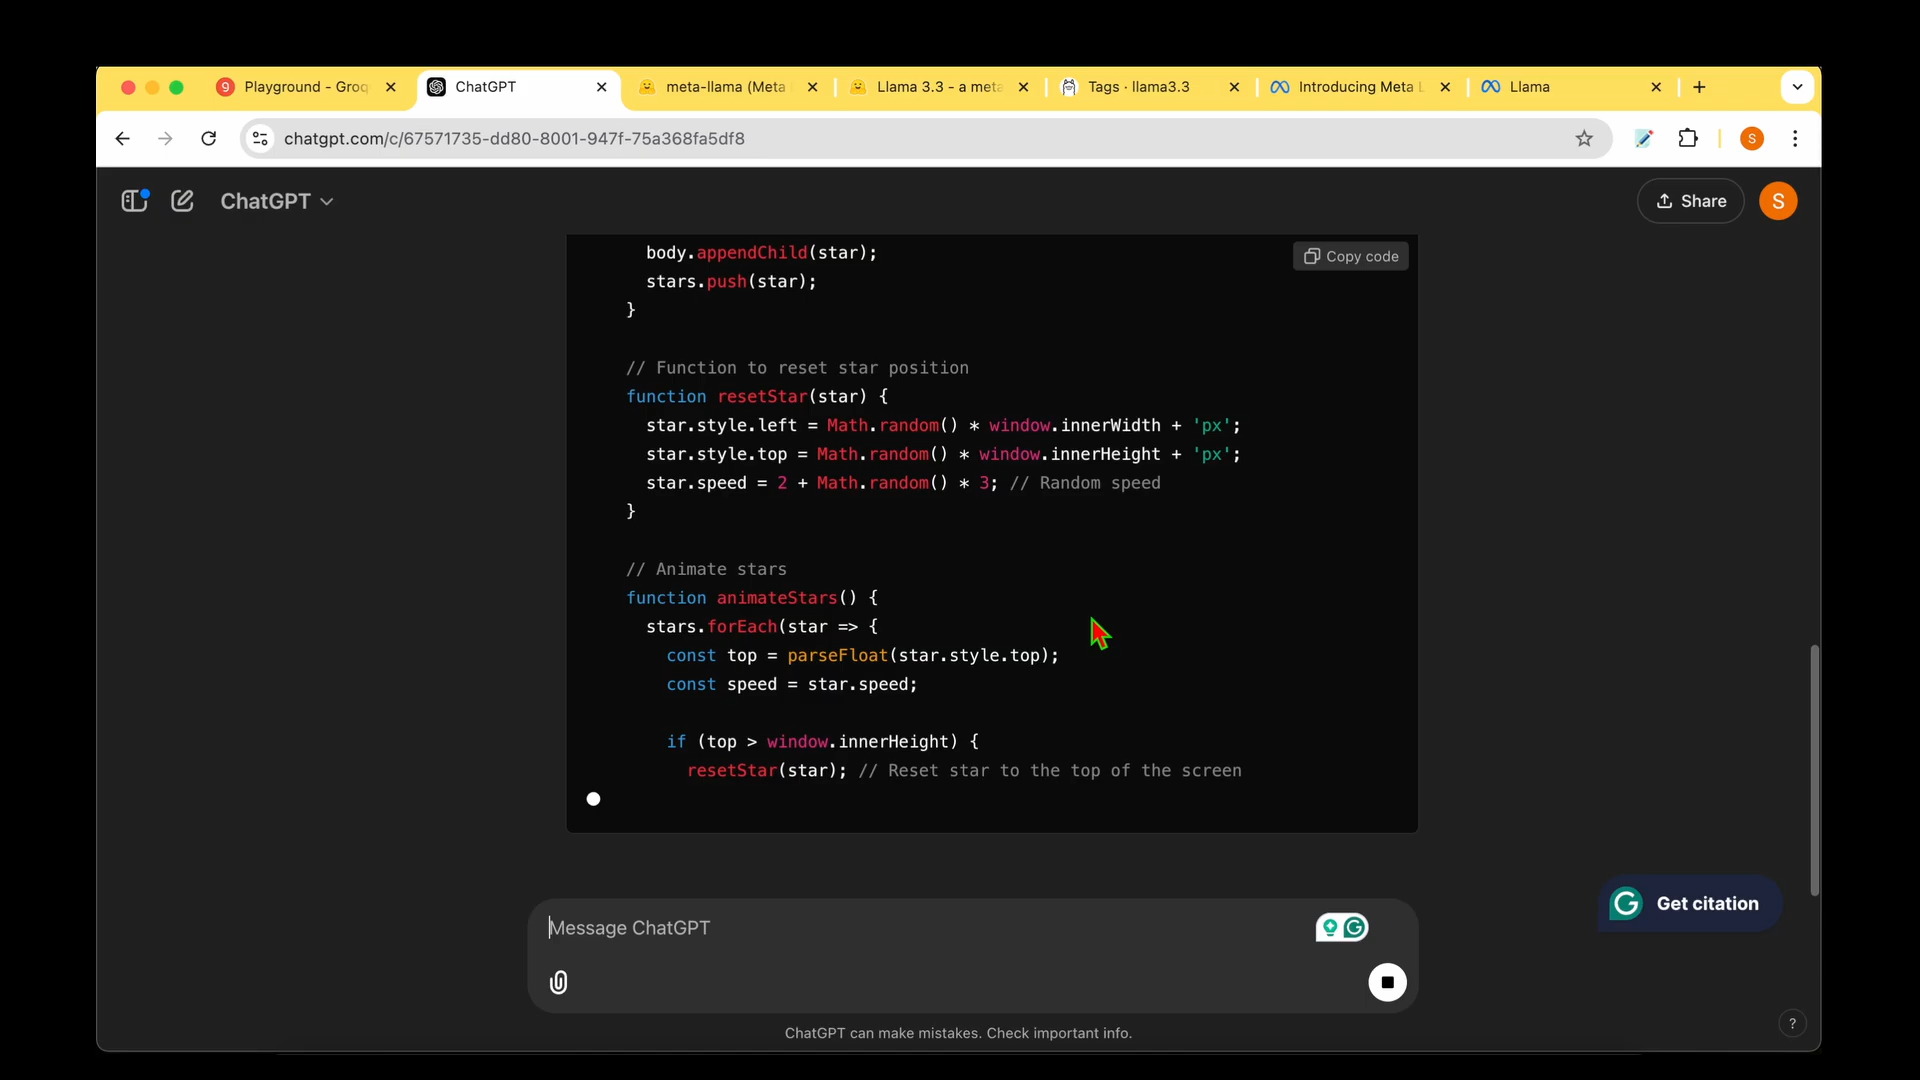 Playground - Groq
ChatGPT
meta-llama (Meta
Llama 3.3 - a meta
Tags · llama3.3
Introducing Meta L
Llama
chatgpt.com/c/67571735-dd80-8001-947f-75a368fa5df8
S
ChatGPT
Share
S
body.appendChild(star);
Copy code
stars.push(star);
}
// Function to reset star position
function resetStar(star) {
star.style.left = Math.random() * window.innerWidth + 'px';
star.style.top = Math.random() * window.innerHeight + 'px';
star.speed = 2 + Math.random() * 3; // Random speed
}
// Animate stars
function animateStars() {
stars.forEach(star => {
const top = parseFloat(star.style.top);
const speed = star.speed;
if (top > window.innerHeight) {
resetStar(star); // Reset star to the top of the screen
Get citation
Message ChatGPT
ChatGPT can make mistakes. Check important info.
?